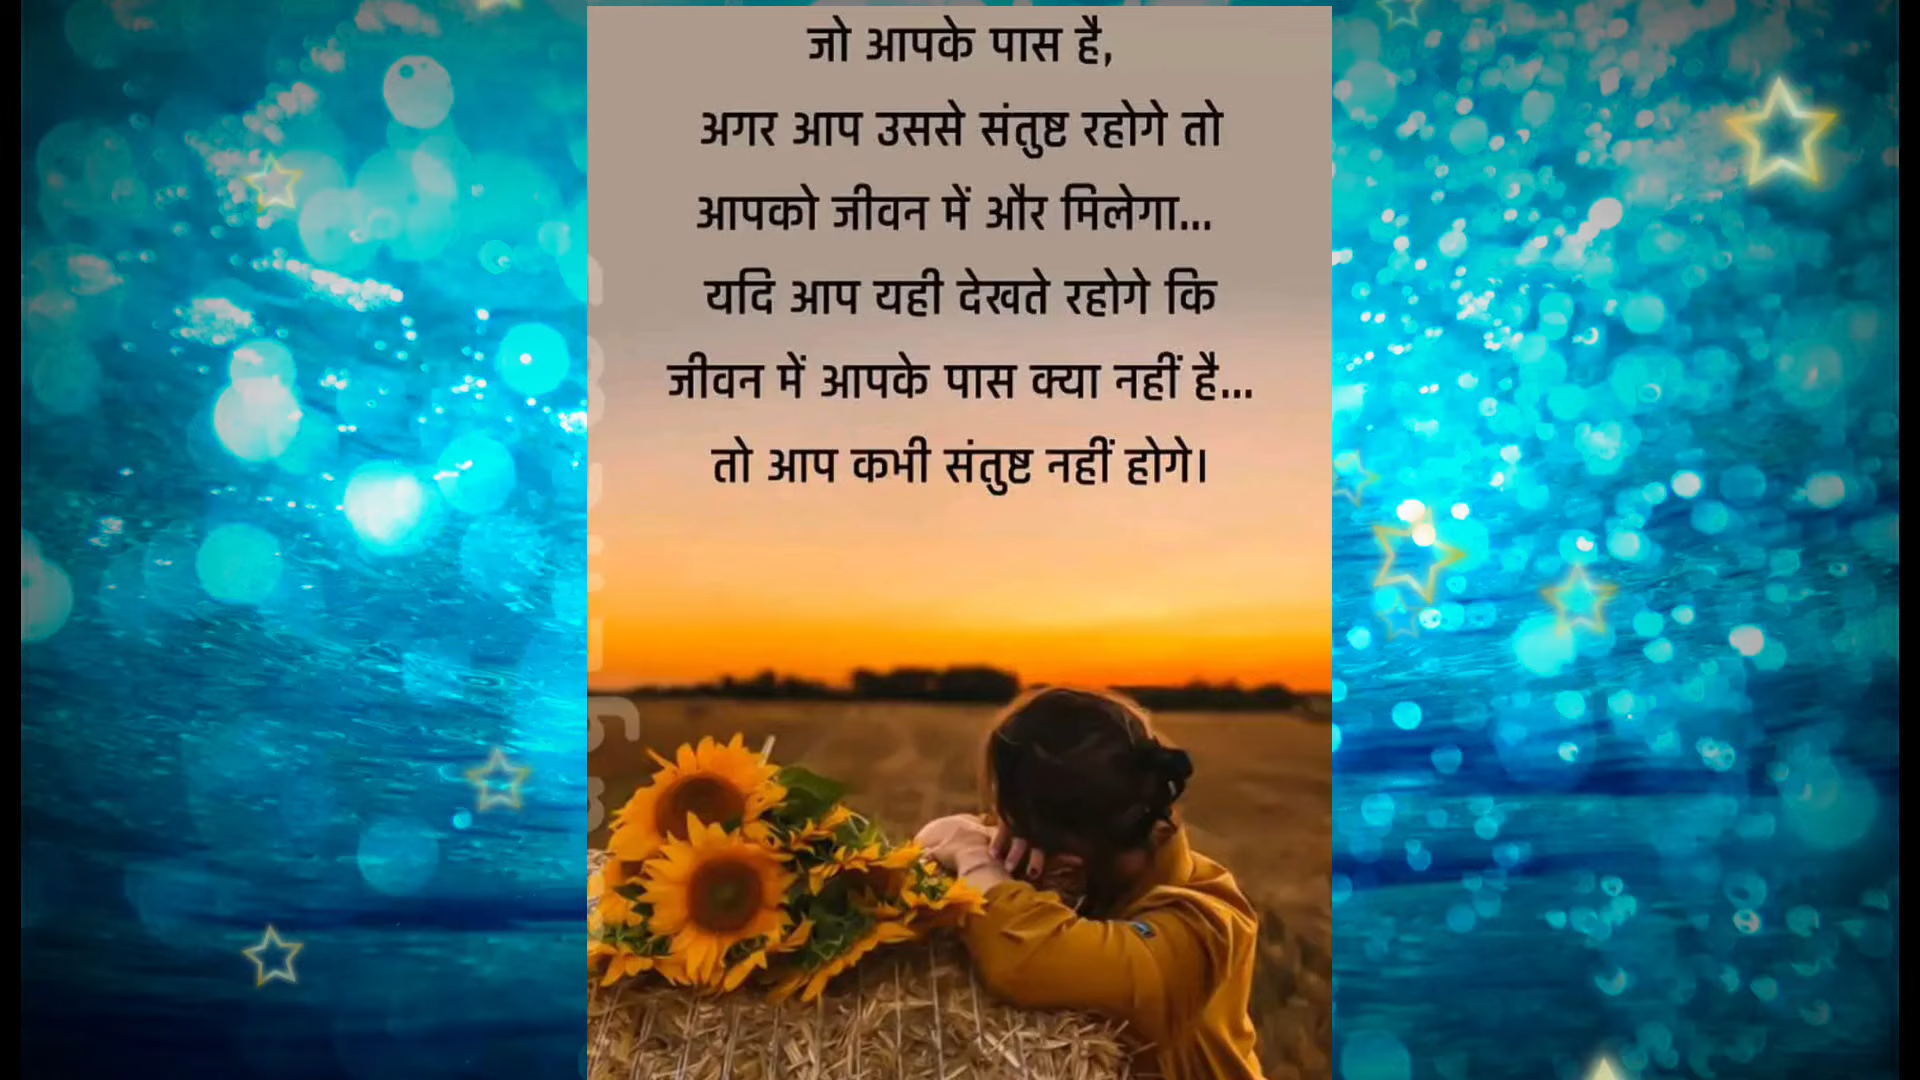 जो आपके पास है,
अगर आप उससे संतुष्ट रहोगे तो
आपको जीवन में और मिलेगा...
यदि आप यही देखते रहोगे कि
जीवन में आपके पास क्या नहीं है...
तो आप कभी संतुष्ट नहीं होगे।